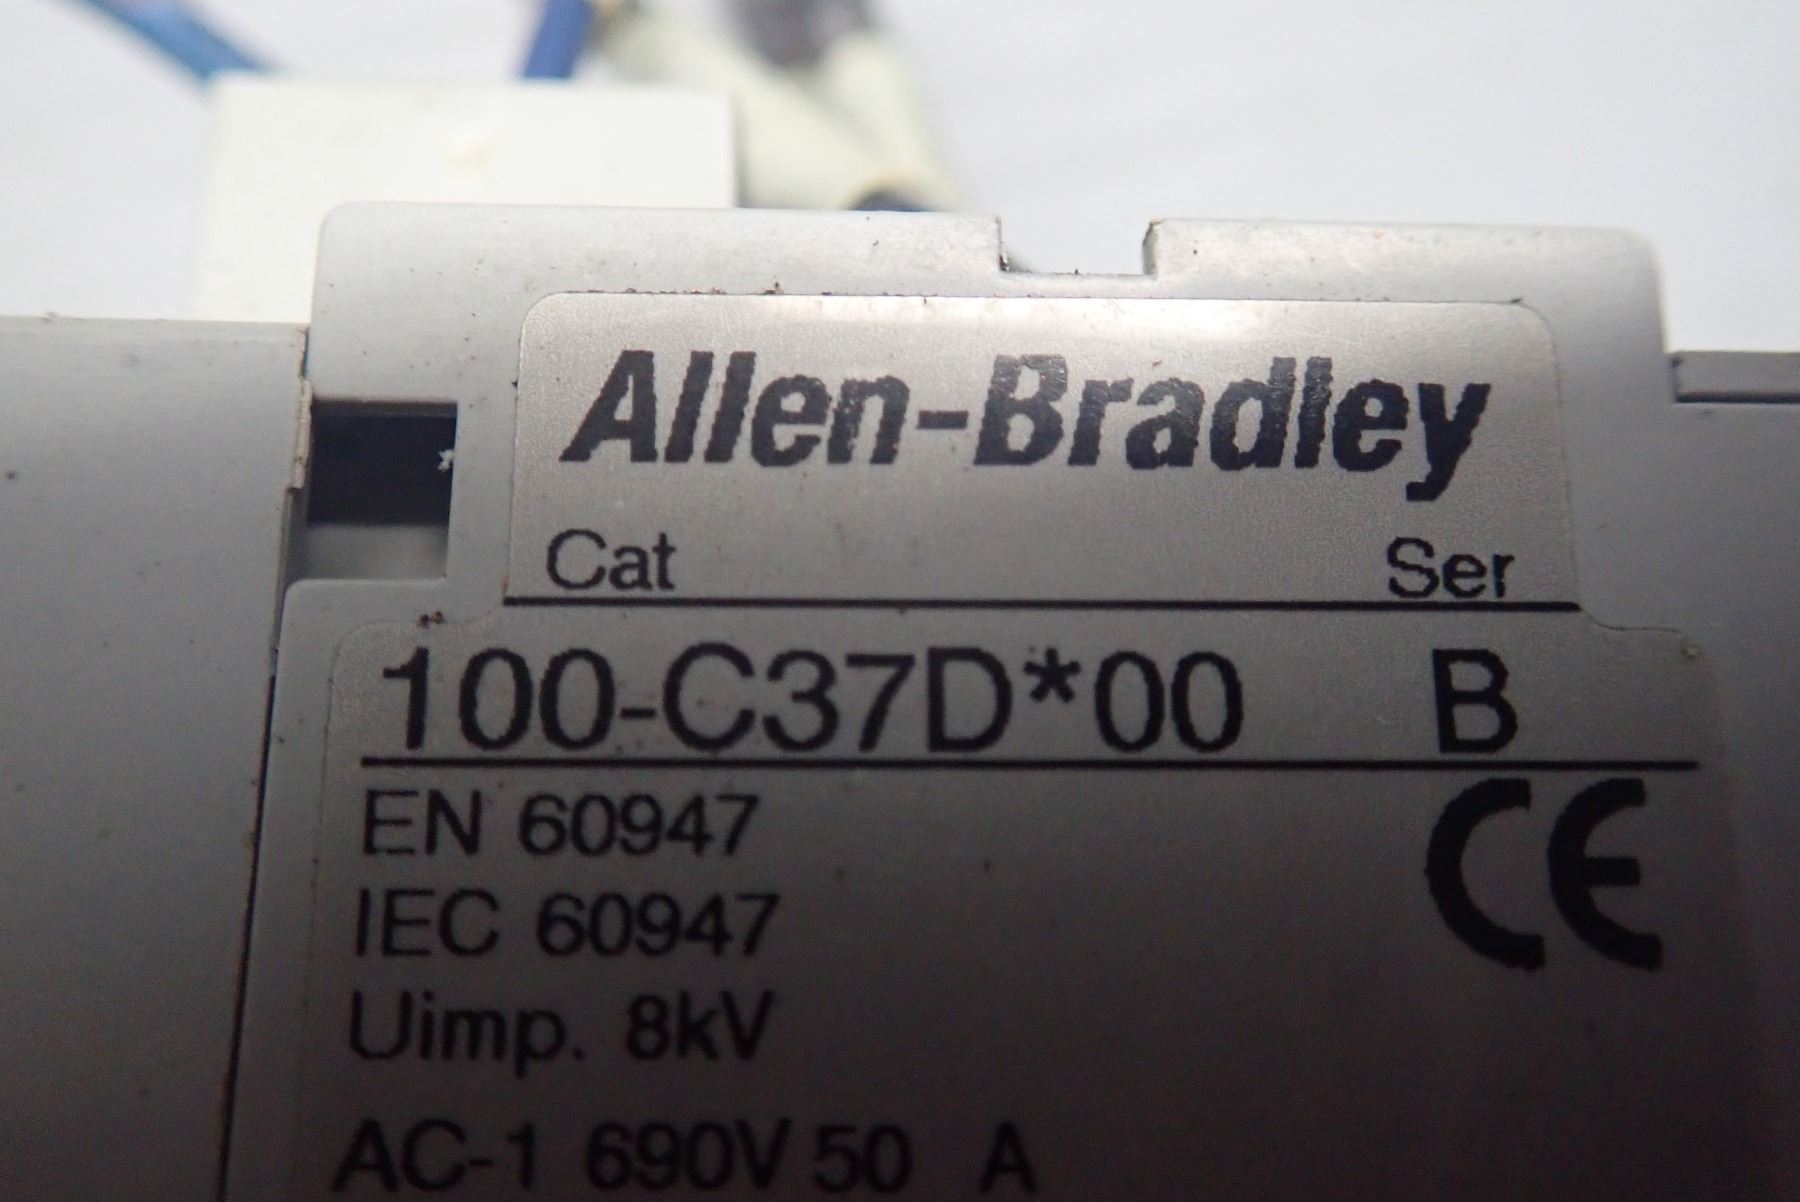 Allen-Bradley
Cat Ser
100-C37D*00 B
EN 60947 CE
IEC 60947
Uimp. 8kV
AC-1 690V 50 A